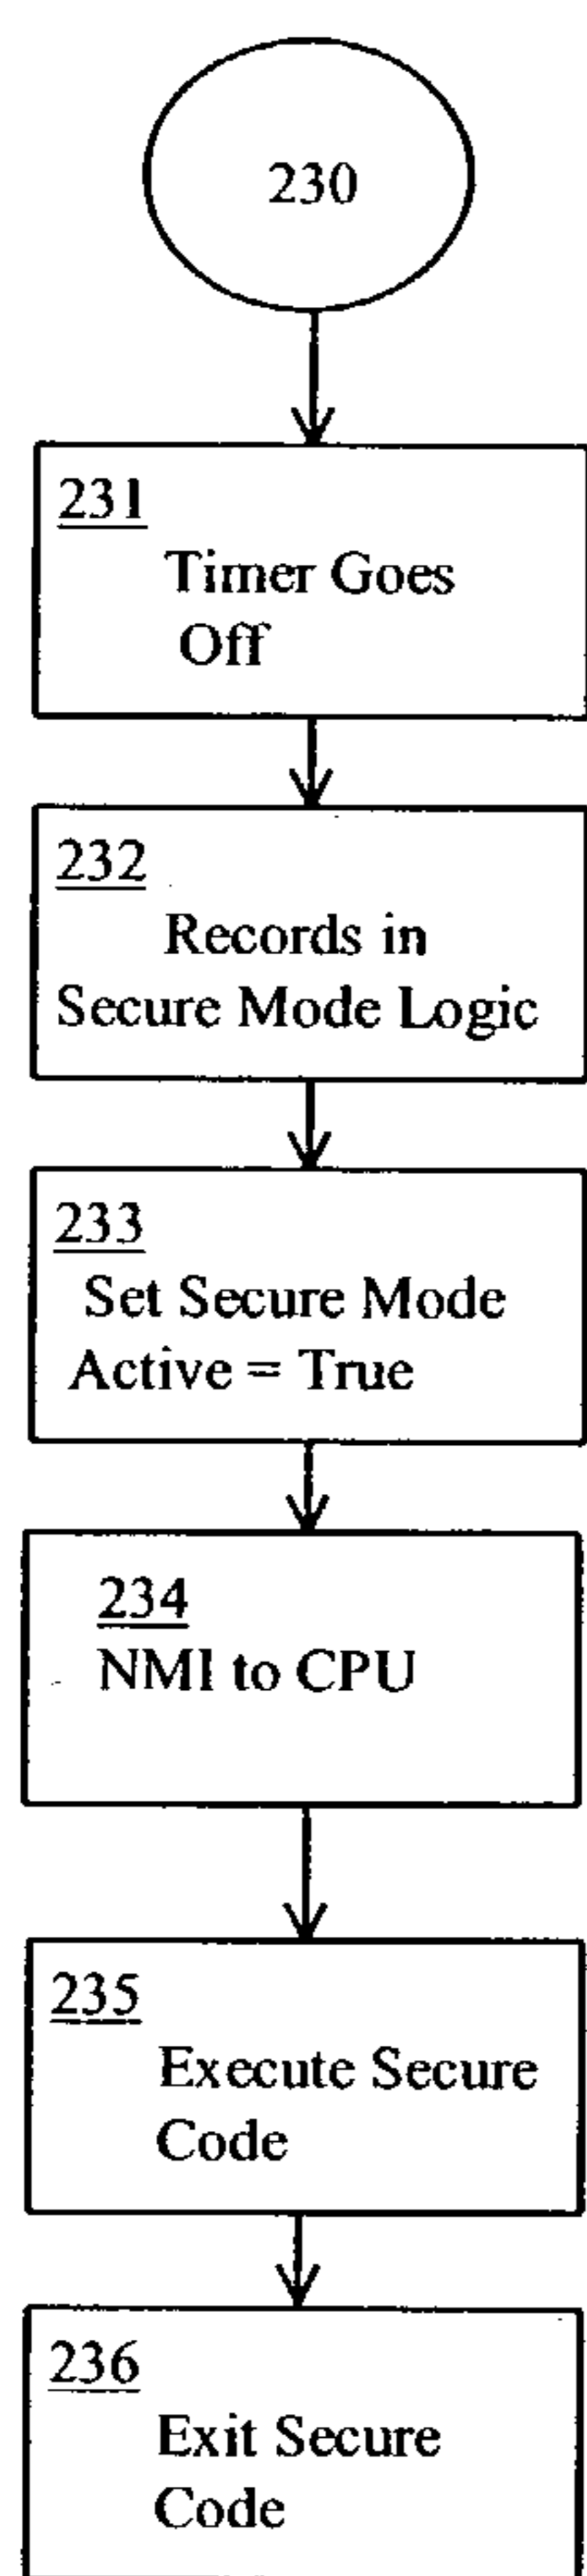 230
231
Timer Goes
Off
232
Records in
Secure Mode Logic
233
Set Secure Mode
Active = True
234
NMI to CPU
235
Execute Secure
Code
236
Exit Secure
Code